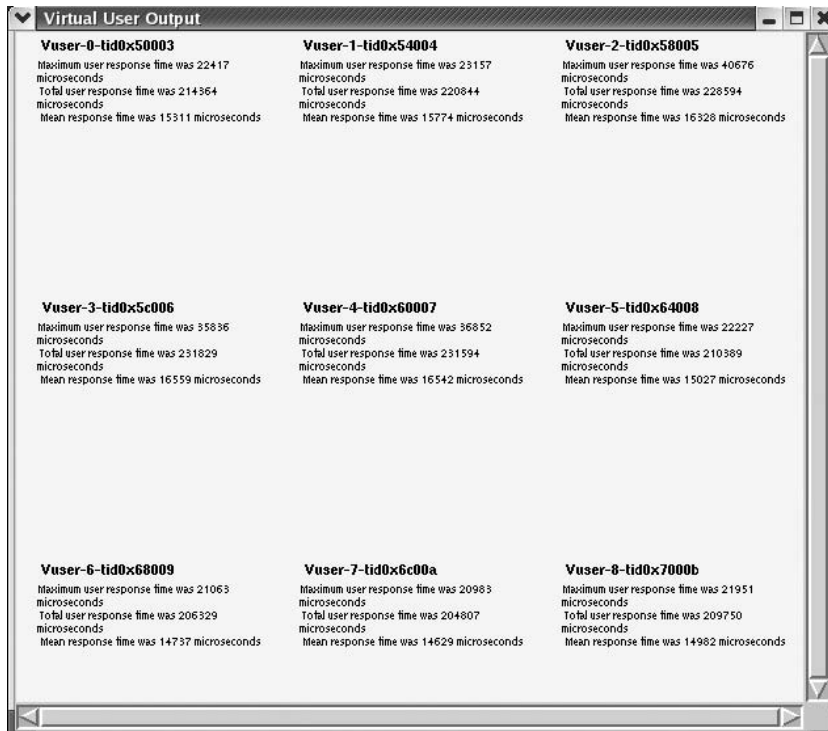 Virtual User Output
Vuser-0-tid0x50003
Maximum user response time was 22417
microseconds
Total user response time was 214364
microseconds
Mean response time was 15311 microseconds
Vuser-1-tid0x54004
Maximum user response time was 23157
microseconds
Total user response time was 220844
microseconds
Mean response time was 15774 microseconds
Vuser-2-tid0x58005
Maximum user response time was 40676
microseconds
Total user response time was 228594
microseconds
Mean response time was 16328 microseconds
Vuser-3-tid0x5c006
Maximum user response time was 35836
microseconds
Total user response time was 231829
microseconds
Mean response time was 16559 microseconds
Vuser-4-tid0x60007
Maximum user response time was 36852
microseconds
Total user response time was 231594
microseconds
Mean response time was 16542 microseconds
Vuser-5-tid0x64008
Maximum user response time was 22227
microseconds
Total user response time was 210389
microseconds
Mean response time was 15027 microseconds
Vuser-6-tid0x68009
Maximum user response time was 21063
microseconds
Total user response time was 206329
microseconds
Mean response time was 14737 microseconds
Vuser-7-tid0x6c00a
Maximum user response time was 20983
microseconds
Total user response time was 204807
microseconds
Mean response time was 14629 microseconds
Vuser-8-tid0x7000b
Maximum user response time was 21951
microseconds
Total user response time was 209750
microseconds
Mean response time was 14982 microseconds